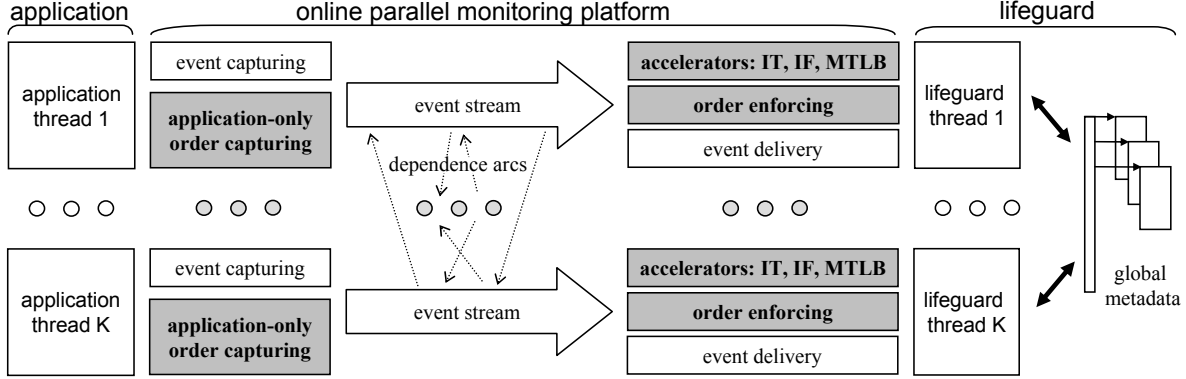 application
online parallel monitoring platform
lifeguard
application
thread 1
event capturing
application-only
order capturing
event stream
accelerators: IT, IF, MTLB
order enforcing
event delivery
lifeguard
thread 1
dependence arcs
application
thread K
event capturing
application-only
order capturing
event stream
accelerators: IT, IF, MTLB
order enforcing
event delivery
lifeguard
thread K
global
metadata